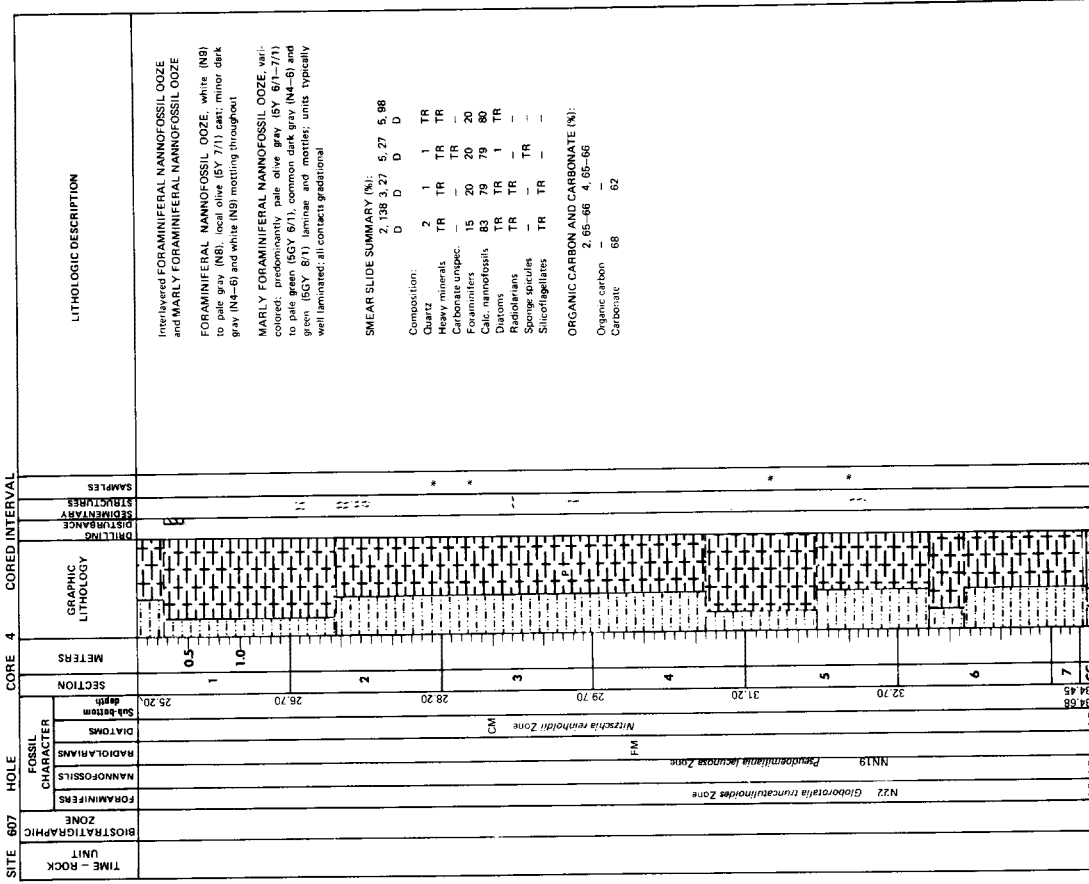 SITE 607 HOLE CORE 4 CORED INTERVAL
TIME – ROCK UNIT
BIOSTRATIGRAPHIC ZONE
FOSSIL CHARACTER
FORAMINIFERS
NANNOFOSSILS
RADIOLARIANS
DIATOMS
Sub-bottom depth
SECTION
METERS
GRAPHIC LITHOLOGY
DRILLING DISTURBANCE
SEDIMENTARY STRUCTURES
SAMPLES
LITHOLOGIC DESCRIPTION
N22 Globorotalia truncatulinoides Zone
NN19 Pseudoemiliania lacunosa Zone
FM
CM
Nitzschia reinholdii Zone
25.20
26.70
28.20
29.70
31.20
32.70
34.45
34.68
1
2
3
4
5
6
7
CC
0.5
1.0
P
* * * *
Interlayered FORAMINIFERAL NANNOFOSSIL OOZE
and MARLY FORAMINIFERAL NANNOFOSSIL OOZE
FORAMINIFERAL NANNOFOSSIL OOZE, white (N9)
to pale gray (N8), local olive (5Y 7/1) cast; minor dark
gray (N4–6) and white (N9) mottling throughout
MARLY FORAMINIFERAL NANNOFOSSIL OOZE, vari-
colored; predominantly pale olive gray (5Y 6/1–7/1)
to pale green (5GY 6/1), common dark gray (N4–6) and
green (5GY 8/1) laminae and mottles; units typically
well laminated; all contacts gradational
SMEAR SLIDE SUMMARY (%):
2, 138 3, 27 5, 27 5, 98
D D D D
Composition:
Quartz 2 1 1 TR
Heavy minerals TR TR TR TR
Carbonate unspec. – – TR –
Foraminifers 15 20 20 20
Calc. nannofossils 83 79 79 80
Diatoms TR TR 1 TR
Radiolarians TR TR – –
Sponge spicules – – TR –
Silicoflagellates TR TR – –
ORGANIC CARBON AND CARBONATE (%):
2, 65–66 4, 65–66
Organic carbon – –
Carbonate 68 62